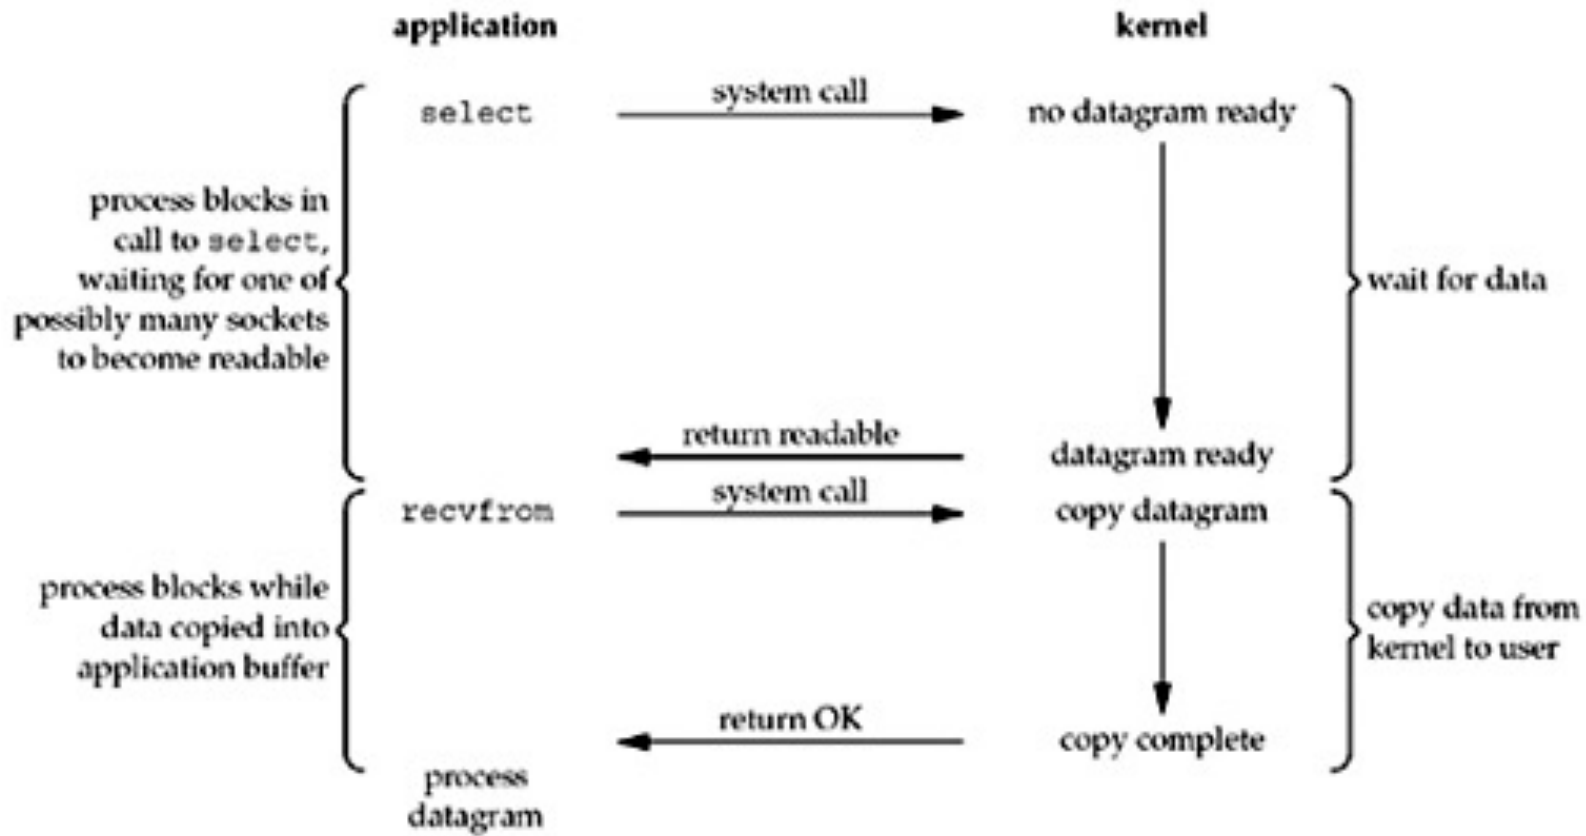 application
kernel
select
system call
no datagram ready
process blocks in
call to select,
waiting for one of
possibly many sockets
to become readable
wait for data
return readable
datagram ready
recvfrom
system call
copy datagram
process blocks while
data copied into
application buffer
copy data from
kernel to user
return OK
copy complete
process
datagram